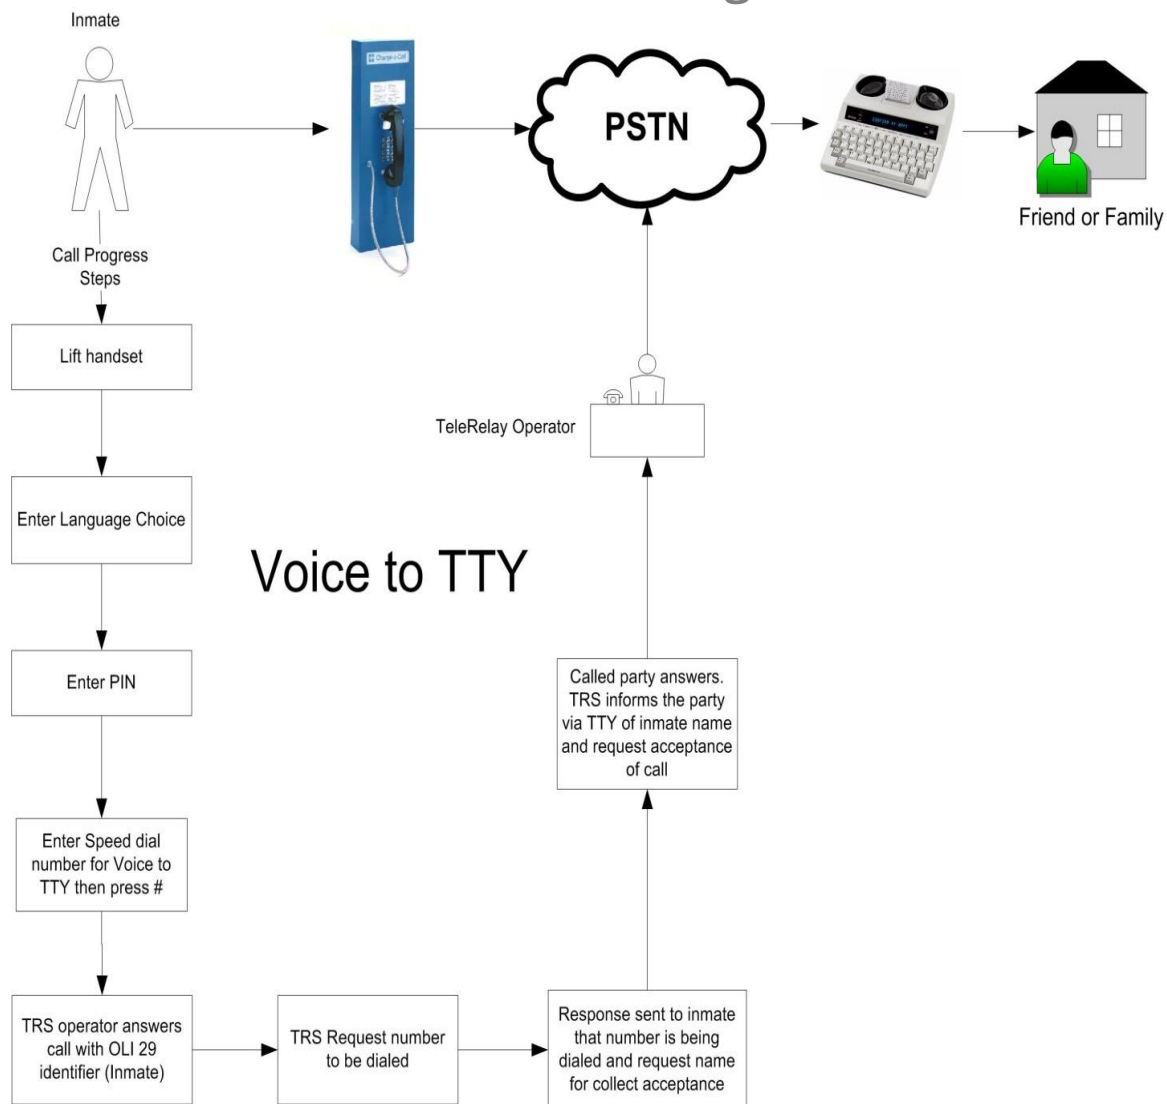 Inmate
Charge-a-Call
PSTN
Friend or Family
Call Progress
Steps
Lift handset
TeleRelay Operator
Enter Language Choice
Voice to TTY
Enter PIN
Called party answers.
TRS informs the party
via TTY of inmate name
and request acceptance
of call
Enter Speed dial
number for Voice to
TTY then press #
TRS operator answers
call with OLI 29
identifier (Inmate)
TRS Request number
to be dialed
Response sent to inmate
that number is being
dialed and request name
for collect acceptance